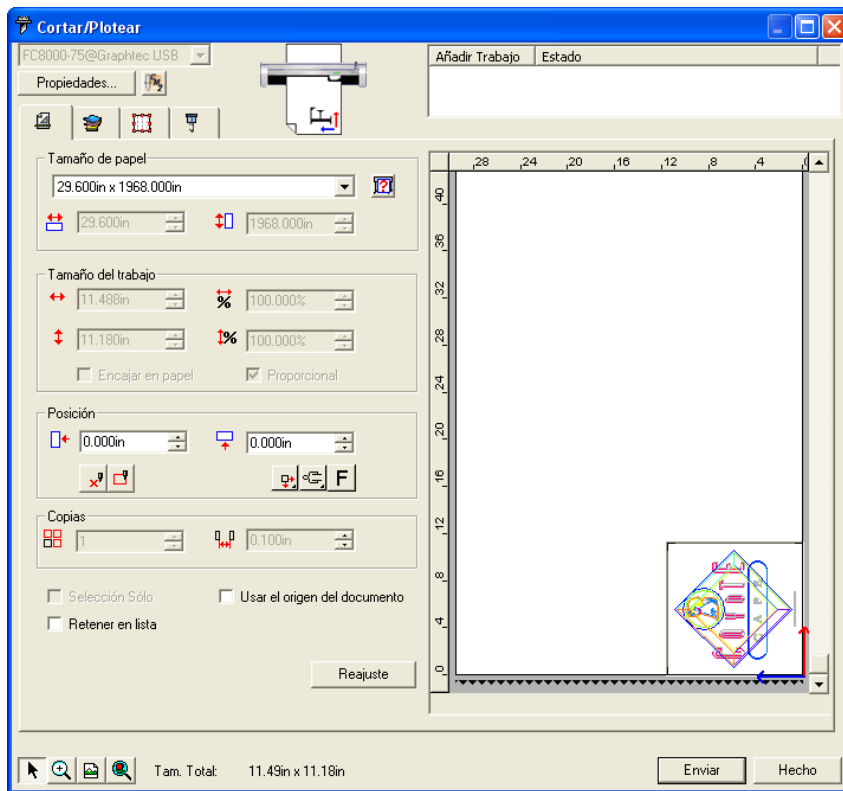 Cortar/Plotear
FC8000-75@Graphtec USB
Propiedades...
Añadir Trabajo Estado
Tamaño de papel
29.600in x 1968.000in
29.600in 1968.000in
Tamaño del trabajo
11.488in 100.000%
11.180in 100.000%
Encajar en papel Proporcional
Posición
0.000in 0.000in
F
Copias
1 0.100in
Selección Sólo Usar el origen del documento
Retener en lista
Reajuste
28 24 20 16 12 8 4 0
40
36
32
28
24
20
16
12
8
4
0
Tam. Total: 11.49in x 11.18in
Enviar Hecho